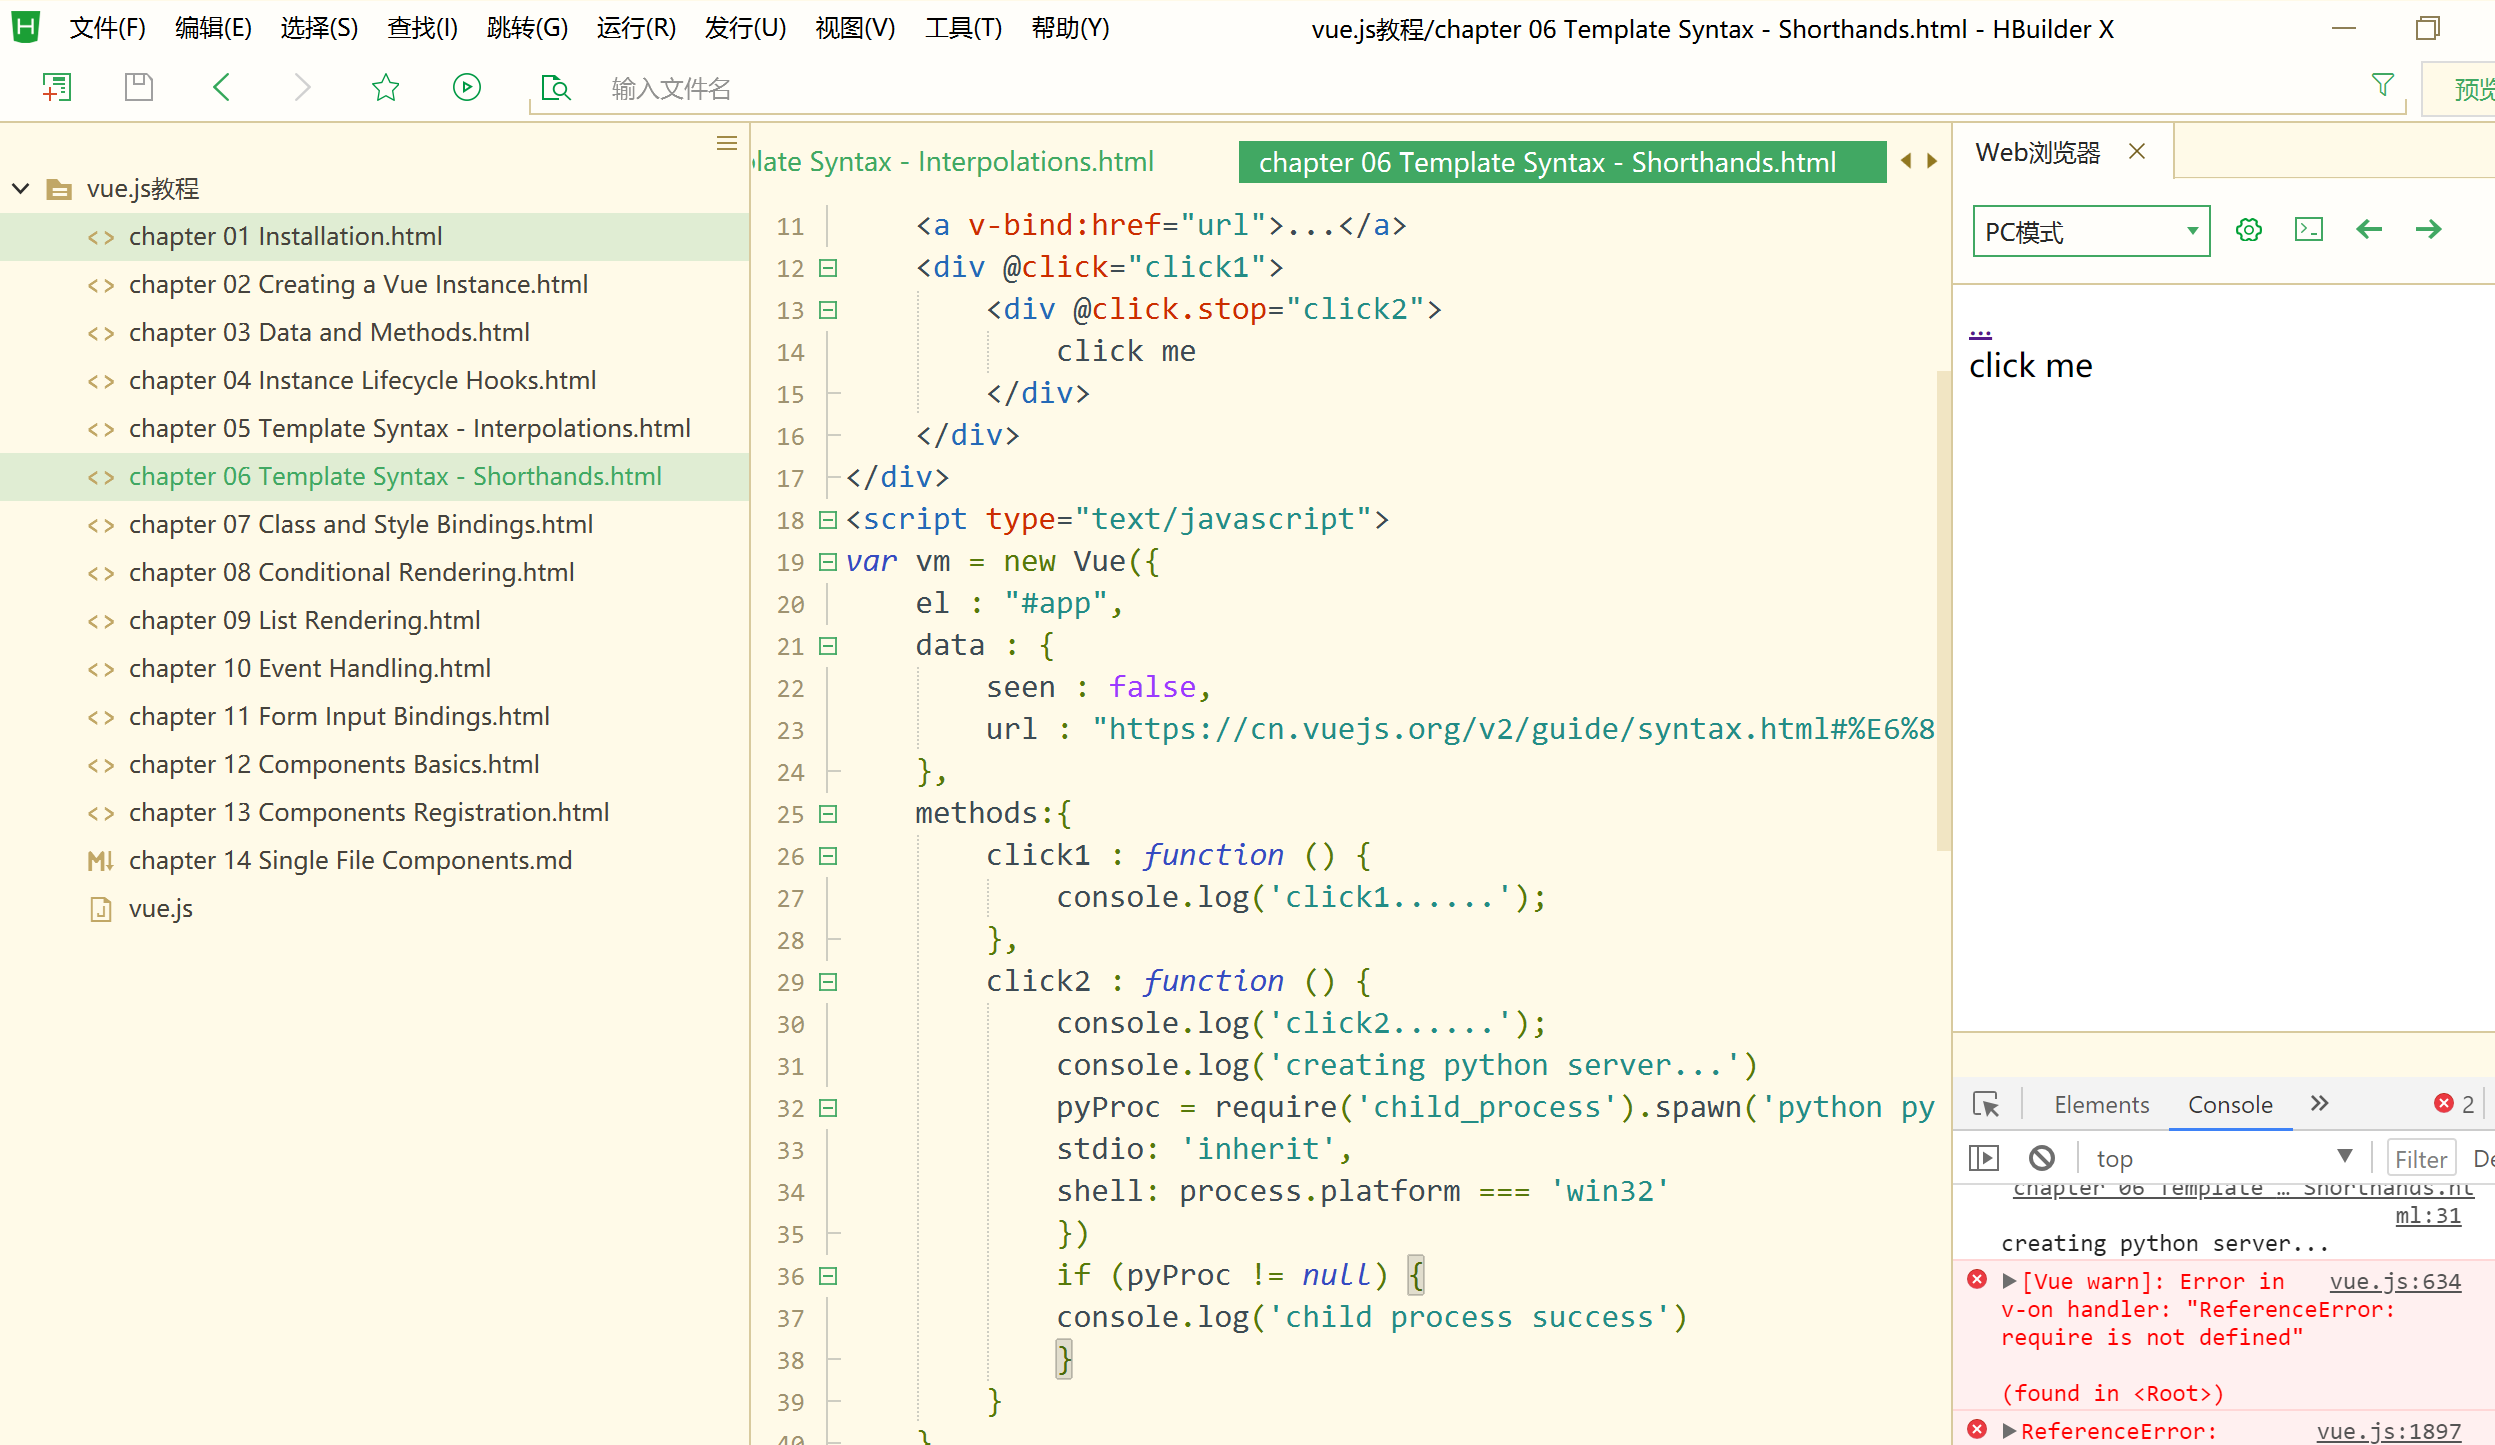 文件(F) 编辑(E) 选择(S) 查找(I) 跳转(G) 运行(R) 发行(U) 视图(V) 工具(T) 帮助(Y) vue.js教程/chapter 06 Template Syntax - Shorthands.html - HBuilder X
输入文件名 预览
vue.js教程
chapter 01 Installation.html
chapter 02 Creating a Vue Instance.html
chapter 03 Data and Methods.html
chapter 04 Instance Lifecycle Hooks.html
chapter 05 Template Syntax - Interpolations.html
chapter 06 Template Syntax - Shorthands.html
chapter 07 Class and Style Bindings.html
chapter 08 Conditional Rendering.html
chapter 09 List Rendering.html
chapter 10 Event Handling.html
chapter 11 Form Input Bindings.html
chapter 12 Components Basics.html
chapter 13 Components Registration.html
chapter 14 Single File Components.md
vue.js
late Syntax - Interpolations.html chapter 06 Template Syntax - Shorthands.html
11 <a v-bind:href="url">...</a>
12 <div @click="click1">
13 <div @click.stop="click2">
14 click me
15 </div>
16 </div>
17 </div>
18 <script type="text/javascript">
19 var vm = new Vue({
20 el : "#app",
21 data : {
22 seen : false,
23 url : "https://cn.vuejs.org/v2/guide/syntax.html#%E6%8
24 },
25 methods:{
26 click1 : function () {
27 console.log('click1......');
28 },
29 click2 : function () {
30 console.log('click2......');
31 console.log('creating python server...')
32 pyProc = require('child_process').spawn('python py
33 stdio: 'inherit',
34 shell: process.platform === 'win32'
35 })
36 if (pyProc != null) {
37 console.log('child process success')
38 }
39 }
40 }
Web浏览器
PC模式
...
click me
Elements Console 2
top Filter De
chapter 06 Template … Shorthands.ht
ml:31
creating python server...
[Vue warn]: Error in vue.js:634
v-on handler: "ReferenceError:
require is not defined"
(found in <Root>)
ReferenceError: vue.js:1897